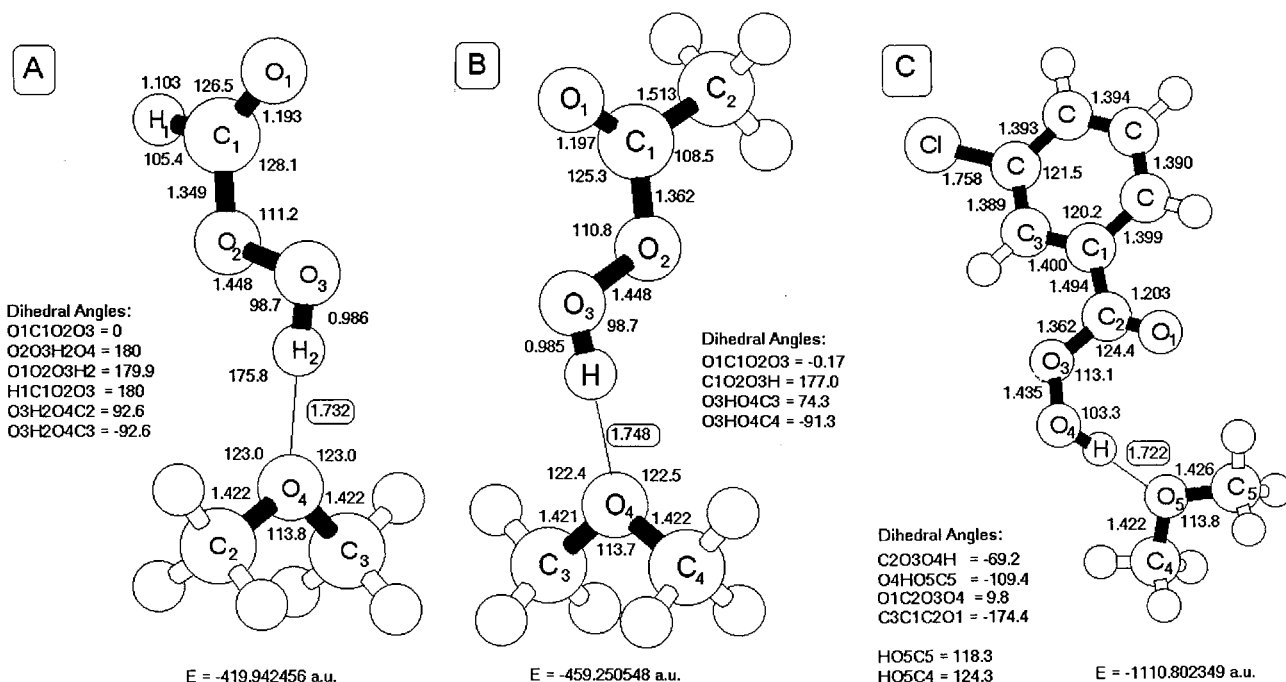 A
O1
1.103
126.5
1.193
H1
C1
105.4
128.1
1.349
111.2
O2
O3
1.448
98.7
0.986
H2
175.8
1.732
Dihedral Angles:
O1C1O2O3 = 0
O2O3H2O4 = 180
O1O2O3H2 = 179.9
H1C1O2O3 = 180
O3H2O4C2 = 92.6
O3H2O4C3 = -92.6
123.0
123.0
O4
1.422
1.422
113.8
C2
C3
E = -419.942456 a.u.
B
O1
1.513
C2
1.197
C1
108.5
125.3
1.362
110.8
O2
O3
1.448
98.7
0.985
H
1.748
Dihedral Angles:
O1C1O2O3 = -0.17
C1O2O3H = 177.0
O3HO4C3 = 74.3
O3HO4C4 = -91.3
122.4
122.5
O4
1.421
1.422
113.7
C3
C4
E = -459.250548 a.u.
C
1.394
C
C
1.393
Cl
C
1.758
121.5
1.390
1.389
120.2
C
C3
C1
1.399
1.400
1.494
1.203
C2
O1
1.362
124.4
O3
113.1
1.435
103.3
O4
H
1.722
1.426
O5
C5
1.422
113.8
C4
Dihedral Angles:
C2O3O4H = -69.2
O4HO5C5 = -109.4
O1C2O3O4 = 9.8
C3C1C2O1 = -174.4
HO5C5 = 118.3
HO5C4 = 124.3
E = -1110.802349 a.u.